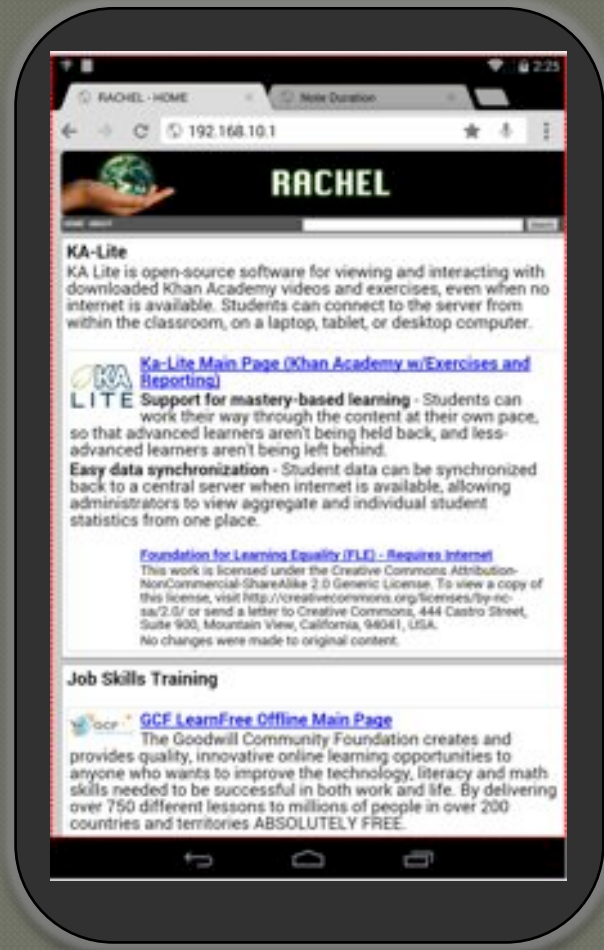 2:25
RACHEL - HOME
Note Duration
192.168.10.1
RACHEL
HOME ABOUT
Search
KA-Lite
KA Lite is open-source software for viewing and interacting with
downloaded Khan Academy videos and exercises, even when no
internet is available. Students can connect to the server from
within the classroom, on a laptop, tablet, or desktop computer.
KA
LITE
Ka-Lite Main Page (Khan Academy w/Exercises and
Reporting)
Support for mastery-based learning - Students can
work their way through the content at their own pace,
so that advanced learners aren't being held back, and less-
advanced learners aren't being left behind.
Easy data synchronization - Student data can be synchronized
back to a central server when internet is available, allowing
administrators to view aggregate and individual student
statistics from one place.
Foundation for Learning Equality (FLE) - Requires Internet
This work is licensed under the Creative Commons Attribution-
NonCommercial-ShareAlike 2.0 Generic License. To view a copy of
this license, visit http://creativecommons.org/licenses/by-nc-
sa/2.0/ or send a letter to Creative Commons, 444 Castro Street,
Suite 900, Mountain View, California, 94041, USA.
No changes were made to original content.
Job Skills Training
GCF
GCF LearnFree Offline Main Page
The Goodwill Community Foundation creates and
provides quality, innovative online learning opportunities to
anyone who wants to improve the technology, literacy and math
skills needed to be successful in both work and life. By delivering
over 750 different lessons to millions of people in over 200
countries and territories ABSOLUTELY FREE.